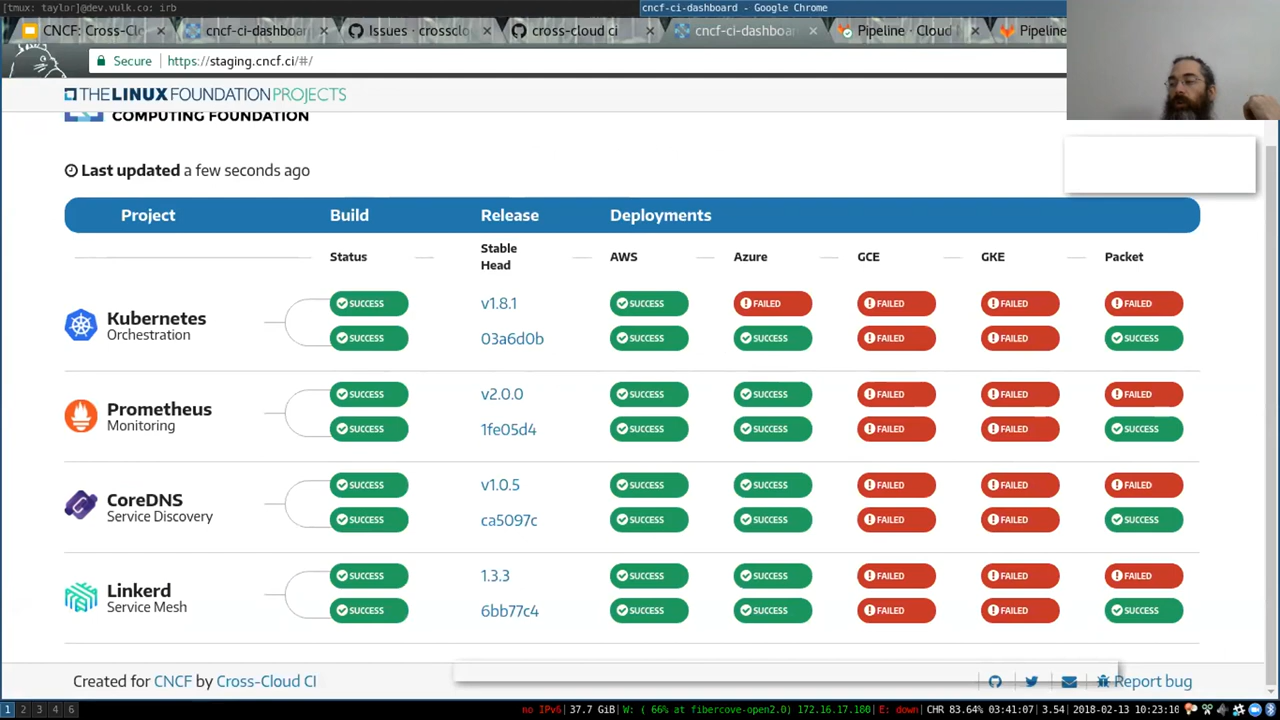 [tmux: taylor]@dev.vulk.co: irb
cncf-ci-dashboard - Google Chrome
CNCF: Cross-Cl
cncf-ci-dashboar
Issues · crossclo
cross-cloud ci
cncf-ci-dashboa
Pipeline · Cloud
Pipeline
Secure
https://staging.cncf.ci/#/
THE LINUX FOUNDATION PROJECTS
COMPUTING FOUNDATION
Last updated a few seconds ago
Project Build Release Deployments
Status Stable Head AWS Azure GCE GKE Packet
Kubernetes
Orchestration
SUCCESS v1.8.1 SUCCESS FAILED FAILED FAILED FAILED
SUCCESS 03a6d0b SUCCESS SUCCESS FAILED FAILED SUCCESS
Prometheus
Monitoring
SUCCESS v2.0.0 SUCCESS SUCCESS FAILED FAILED FAILED
SUCCESS 1fe05d4 SUCCESS SUCCESS FAILED FAILED SUCCESS
CoreDNS
Service Discovery
SUCCESS v1.0.5 SUCCESS SUCCESS FAILED FAILED FAILED
SUCCESS ca5097c SUCCESS SUCCESS FAILED FAILED SUCCESS
Linkerd
Service Mesh
SUCCESS 1.3.3 SUCCESS SUCCESS FAILED FAILED FAILED
SUCCESS 6bb77c4 SUCCESS SUCCESS FAILED FAILED SUCCESS
Created for CNCF by Cross-Cloud CI
Report bug
1 2 3 4 6
no IPv6| 37.7 GiB| W: ( 66% at fibercove-open2.0) 172.16.17.100| E: down| CHR 83.64% 03:41:07| 3.54| 2018-02-13 10:23:10